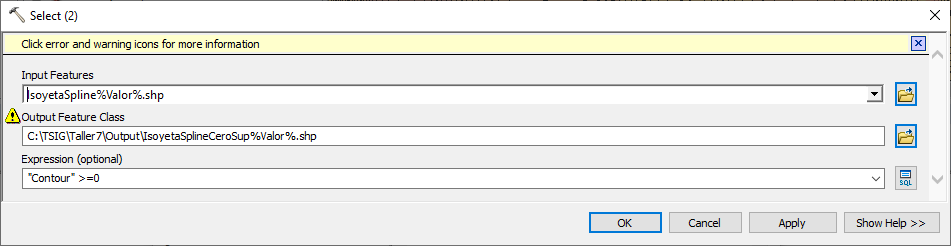 Select (2)
Click error and warning icons for more information
Input Features
IsoyetaSpline%Valor%.shp
Output Feature Class
C:\TSIG\Taller7\Output\IsoyetaSplineCeroSup%Valor%.shp
Expression (optional)
"Contour" >=0
SQL
OK Cancel Apply Show Help >>